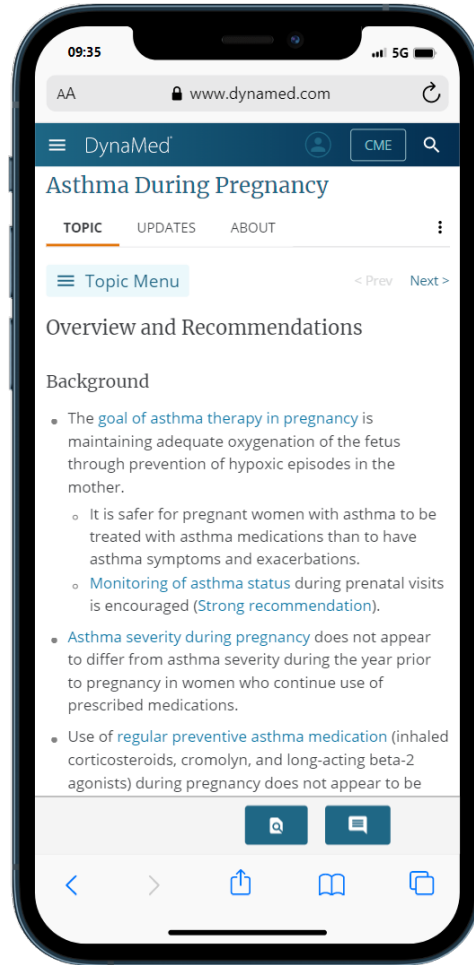 09:35 5G
AA www.dynamed.com
DynaMed CME
Asthma During Pregnancy
TOPIC UPDATES ABOUT
Topic Menu < Prev Next >
Overview and Recommendations
Background
• The goal of asthma therapy in pregnancy is
maintaining adequate oxygenation of the fetus
through prevention of hypoxic episodes in the
mother.
◦ It is safer for pregnant women with asthma to be
treated with asthma medications than to have
asthma symptoms and exacerbations.
◦ Monitoring of asthma status during prenatal visits
is encouraged (Strong recommendation).
• Asthma severity during pregnancy does not appear
to differ from asthma severity during the year prior
to pregnancy in women who continue use of
prescribed medications.
• Use of regular preventive asthma medication (inhaled
corticosteroids, cromolyn, and long-acting beta-2
agonists) during pregnancy does not appear to be